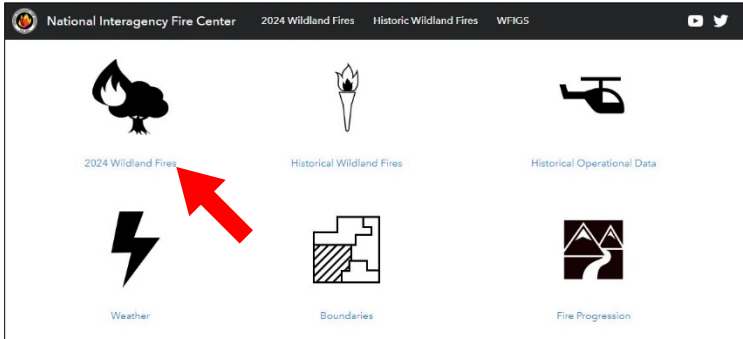 National Interagency Fire Center 2024 Wildland Fires Historic Wildland Fires WFIGS
2024 Wildland Fires Historical Wildland Fires Historical Operational Data
Weather Boundaries Fire Progression